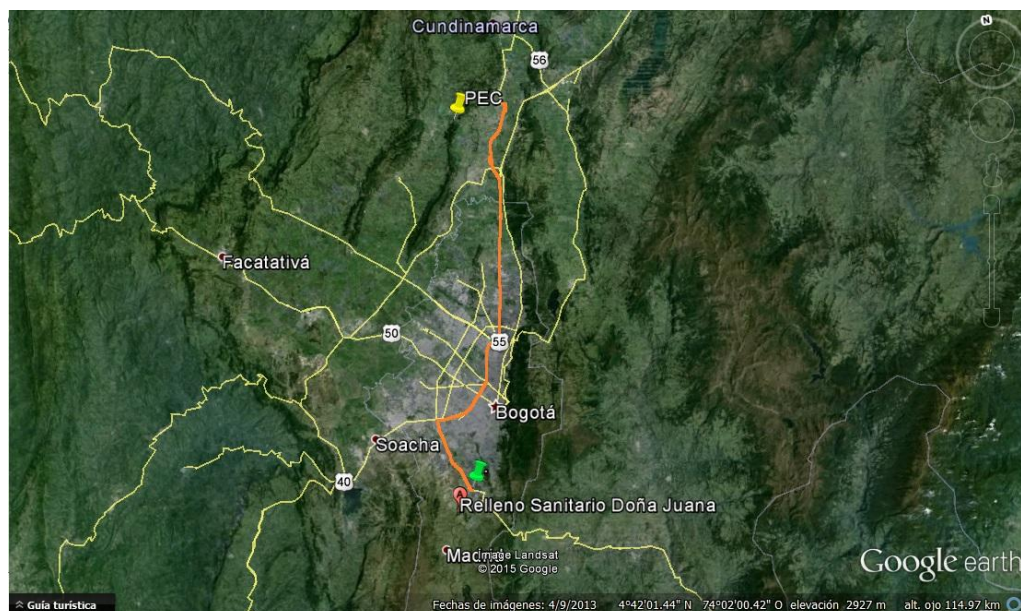 Cundinamarca
N
56
PEC
Facatativá
50
55
Bogotá
Soacha
40
A
Relleno Sanitario Doña Juana
Image Landsat
© 2015 Google
Google earth
Guía turística
Fechas de imágenes: 4/9/2013 4°42'01.44" N 74°02'00.42" O elevación 2927 m alt. ojo 114.97 km